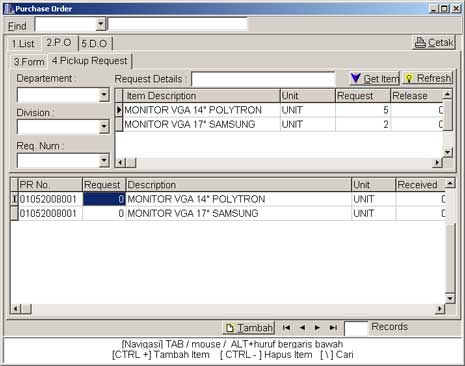 Purchase Order
Find
1.List 2.P.O 5.D.O Cetak
3.Form 4.Pickup Request
Departement : Request Details : Get Item Refresh
Item Description Unit Request Release
MONITOR VGA 14" POLYTRON UNIT 5 0
Division :
MONITOR VGA 17" SAMSUNG UNIT 2 0
Req. Num :
PR No. Request Description Unit Received
01052008001 0 MONITOR VGA 14" POLYTRON UNIT 0
01052008001 0 MONITOR VGA 17" SAMSUNG UNIT 0
Tambah Records
[Navigasi] TAB / mouse / ALT+huruf bergaris bawah
[CTRL +] Tambah Item [ CTRL - ] Hapus Item [ \ ] Cari